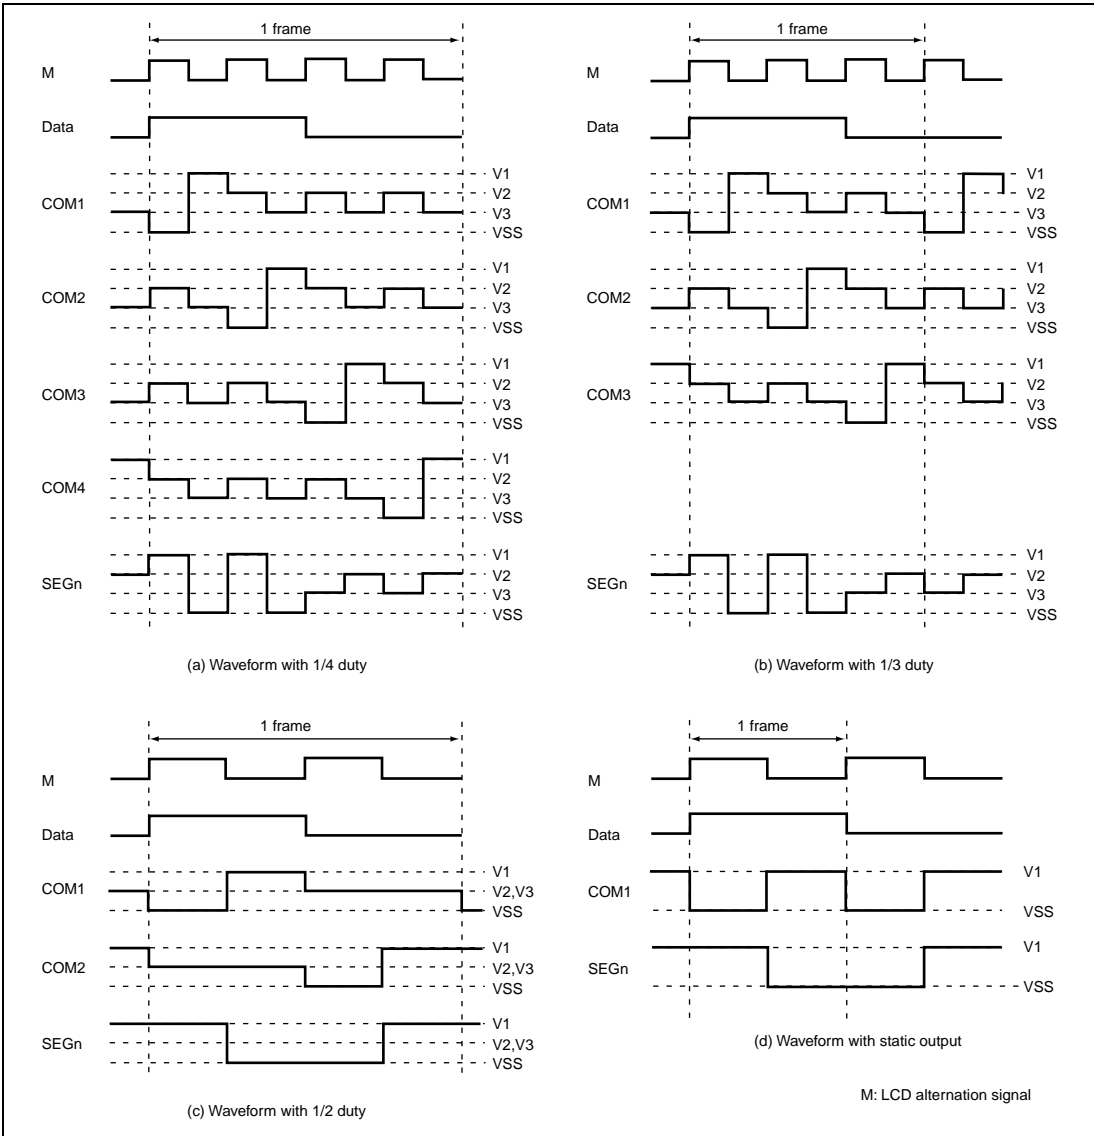 1 frame
M
Data
COM1
V1
V2
V3
VSS
COM2
V1
V2
V3
VSS
COM3
V1
V2
V3
VSS
COM4
V1
V2
V3
VSS
SEGn
V1
V2
V3
VSS
(a) Waveform with 1/4 duty
1 frame
M
Data
COM1
V1
V2
V3
VSS
COM2
V1
V2
V3
VSS
COM3
V1
V2
V3
VSS
SEGn
V1
V2
V3
VSS
(b) Waveform with 1/3 duty
1 frame
M
Data
COM1
V1
V2,V3
VSS
COM2
V1
V2,V3
VSS
SEGn
V1
V2,V3
VSS
(c) Waveform with 1/2 duty
1 frame
M
Data
COM1
V1
VSS
SEGn
V1
VSS
(d) Waveform with static output
M: LCD alternation signal